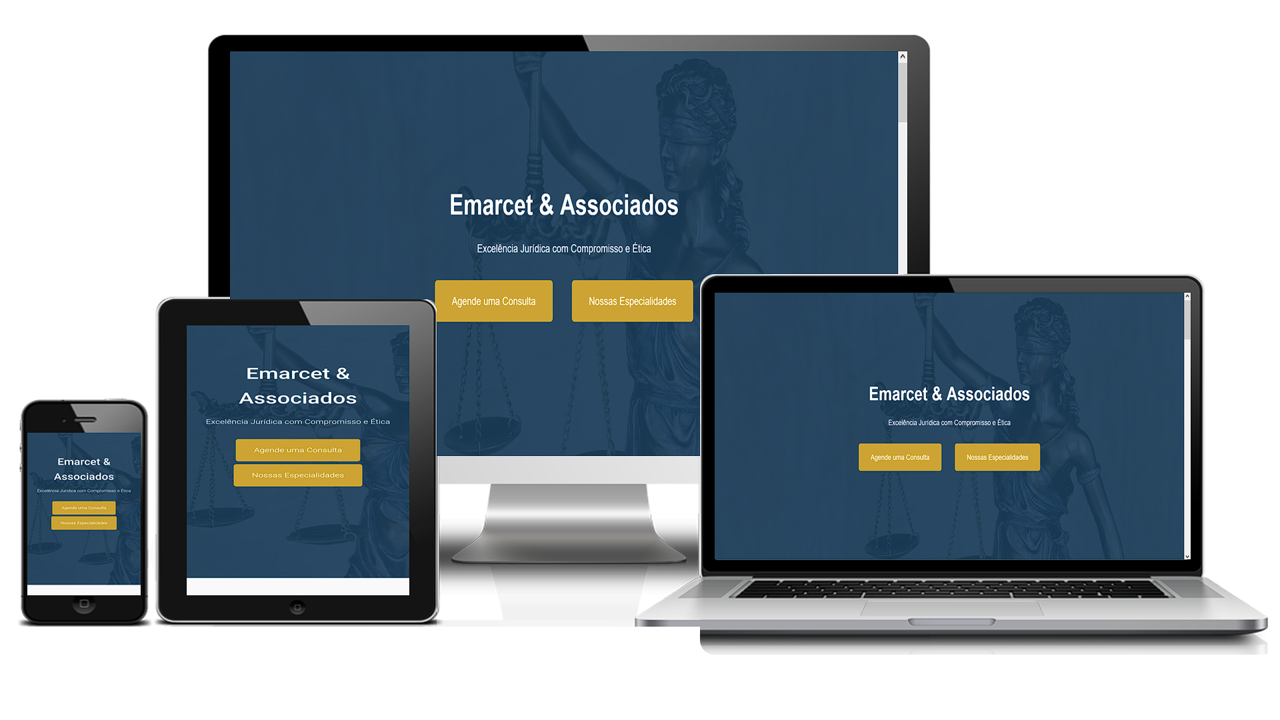 Emarcet & Associados
Excelência Jurídica com Compromisso e Ética
Agende uma Consulta
Nossas Especialidades
Emarcet &
Associados
Excelência Jurídica com Compromisso e Ética
Agende uma Consulta
Nossas Especialidades
Emarcet &
Associados
Excelência Jurídica com Compromisso e Ética
Agende uma Consulta
Nossas Especialidades
Emarcet & Associados
Excelência Jurídica com Compromisso e Ética
Agende uma Consulta
Nossas Especialidades